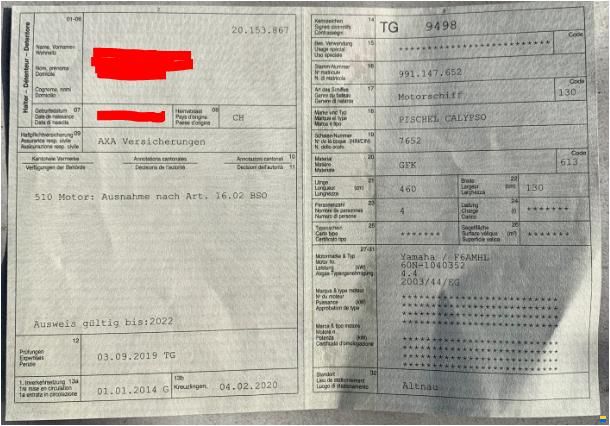 01-06
20.153.867
Halter – Détenteur – Detentore
Name, Vornamen
Wohnsitz
Nom, prénoms
Domicile
Cognome, nomi
Domicilio
Geburtsdatum 07
Date de naissance
Data di nascita
Heimatstaat 08
Pays d'origine
Paese d'origine
CH
Haftpflichtversicherung 09
Assurance resp. civile
Assicurazione resp. civile
AXA Versicherungen
Kantonale Vermerke
Annotations cantonales
Annotazioni cantonali 10
Verfügungen der Behörde
Décisions de l'autorité
Decisioni dell'autorità 11
510 Motor: Ausnahme nach Art. 16.02 BSO
Ausweis gültig bis:2022
12
Prüfungen
Expertises
Perizie
03.09.2019 TG
1. Inverkehrsetzung 13a
1re mise en circulation
1a entrata in circolazione
01.01.2014 G
13b
Kreuzlingen, 04.02.2020
Kennzeichen 14
Signes distinctifs
Contrassegni
TG 9498
Bes. Verwendung 15
Usage spécial
Uso speciale
Code
***********************
Stamm-Nummer 16
N° matricule
N. di matricola
991.147.652
Art des Schiffes 17
Genre du bateau
Genere di natante
Motorschiff
Code
130
Marke und Typ 18
Marque et type
Marca e tipo
PISCHEL CALYPSO
Schalen-Nummer 19
N° de la coque (HIN/CIN)
N. dello scafo
7652
Material 20
Matière
Materiale
GFK
Code
613
Länge 21
Longueur (cm)
Lunghezza
460
Breite 22
Largeur (cm)
Larghezza
130
Personenzahl 23
Nombre de personnes
Numero di persone
4
Ladung 24
Charge (t)
Carico
*******
Typenschein 25
Carte type
Certificato tipo
*******
Segelfläche 26
Surface vélique (m²)
Superficie velica
*******
27-31
Motormarke & Typ
Motor Nr.
Leistung (kW)
Abgas-Typengenehmigung
Yamaha / F6AMHL
60N-1040352
4.4
2003/44/EG
Marque & type moteur
N° du moteur
Puissance (kW)
Approbation de type
Marca & tipo motore
Motore n.
Potenza (kW)
Certificato d'omologazione
Standort 32
Lieu de stationnement
Luogo di stazionamento
Altnau